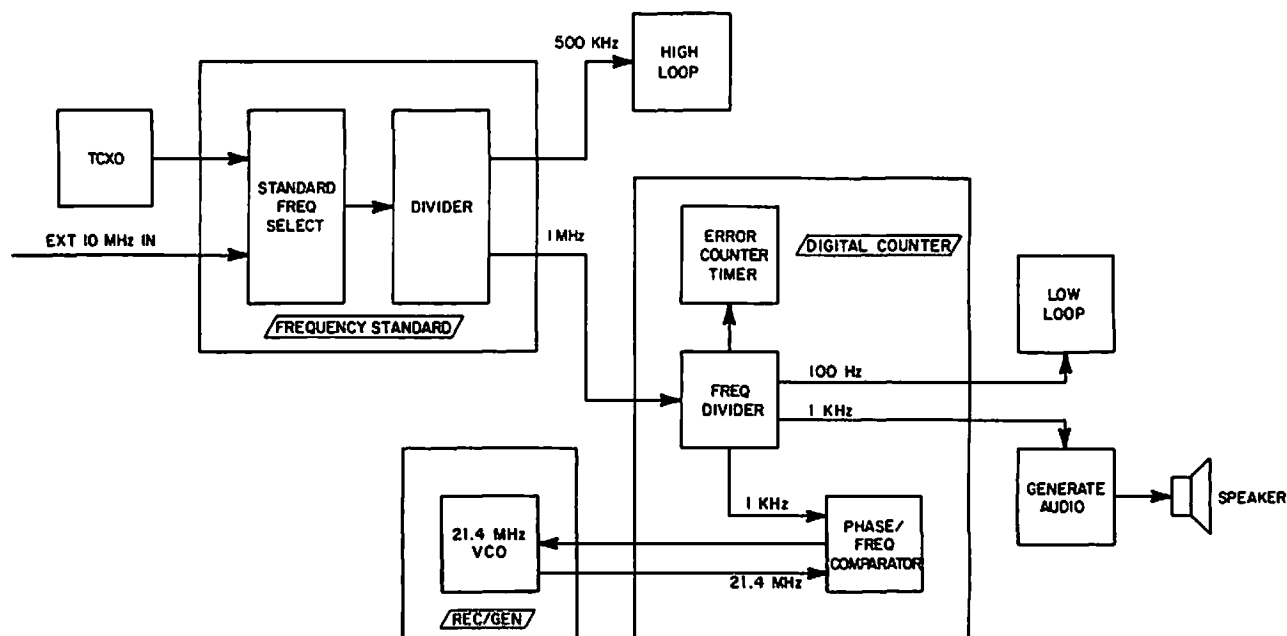 500 KHz
HIGH
LOOP
TCXO
STANDARD
FREQ
SELECT
DIVIDER
EXT 10 MHz IN
1 MHz
FREQUENCY STANDARD
ERROR
COUNTER
TIMER
DIGITAL COUNTER
LOW
LOOP
FREQ
DIVIDER
100 Hz
1 KHz
GENERATE
AUDIO
SPEAKER
1 KHz
PHASE/
FREQ
COMPARATOR
21.4 MHz
VCO
21.4 MHz
REC/GEN